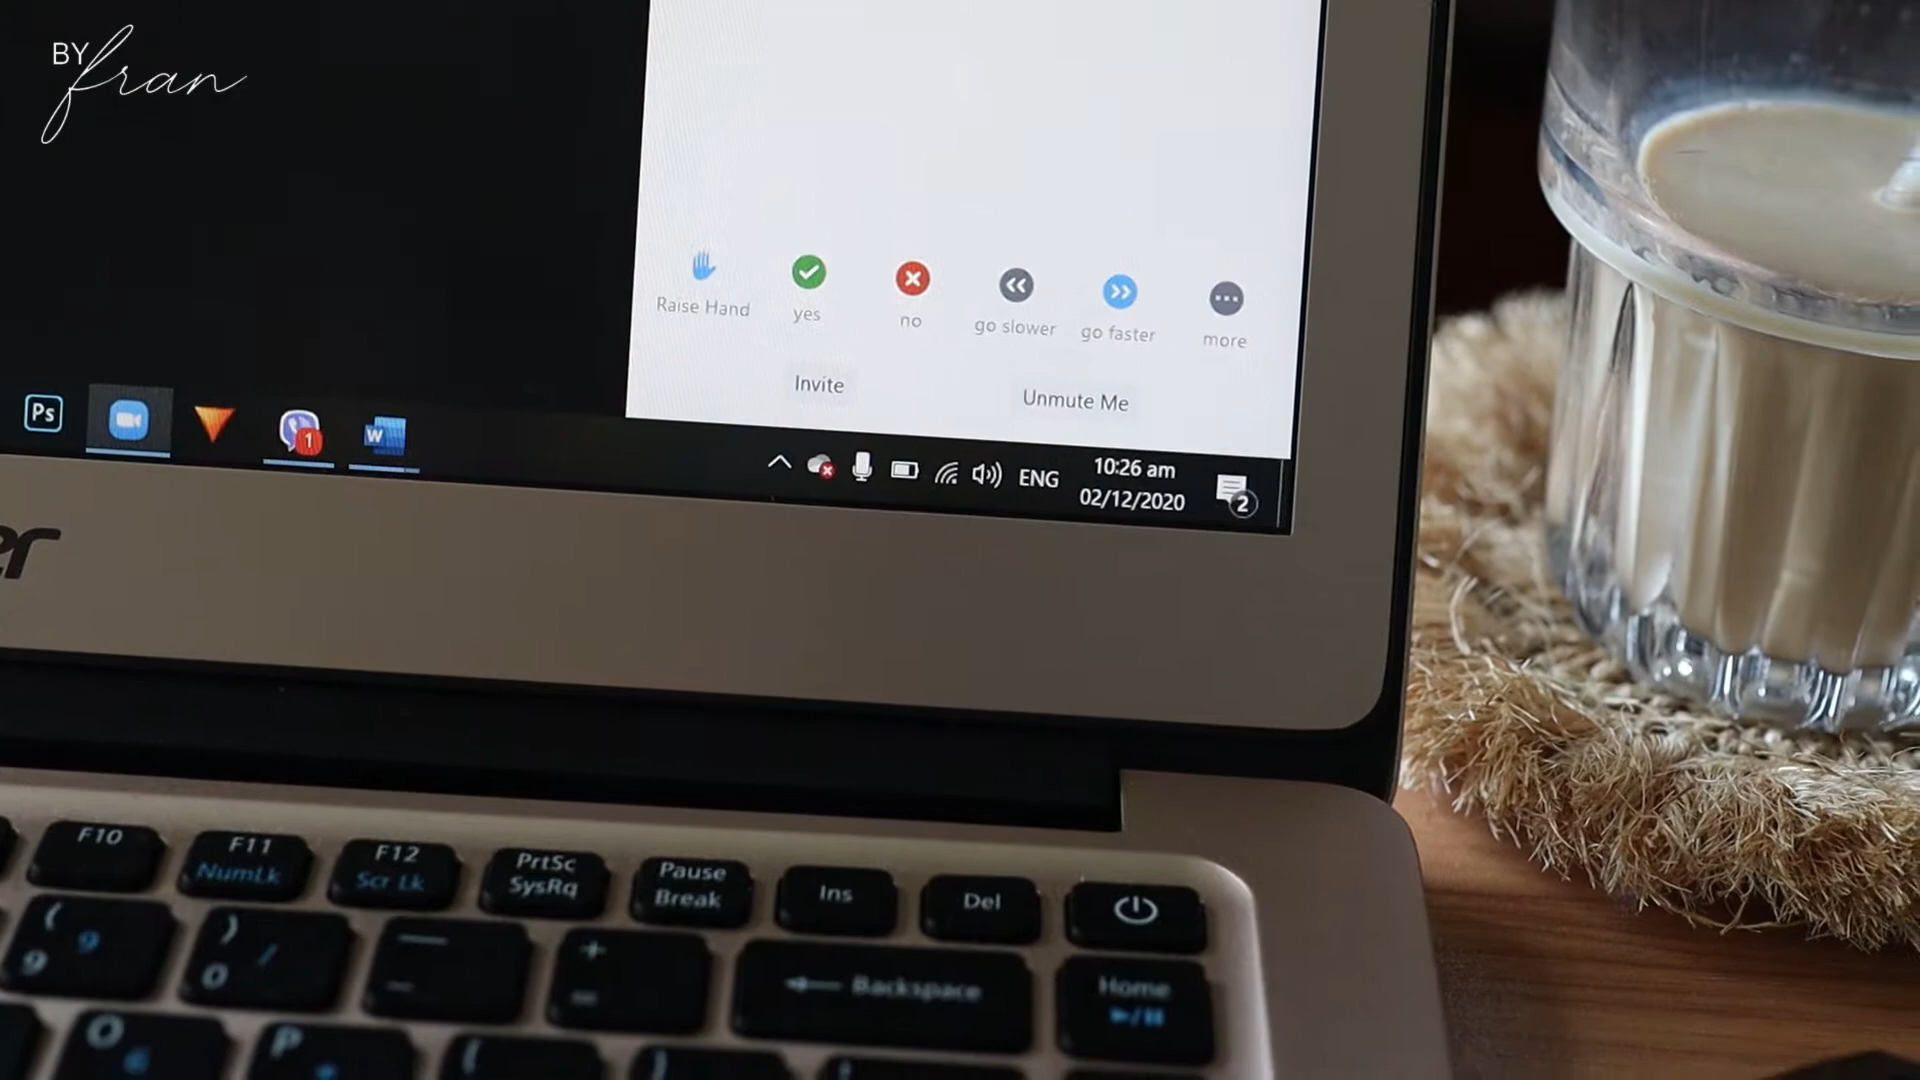 BY
fran
Raise Hand
yes
no
go slower
go faster
more
Invite
Unmute Me
Ps
1
W
ENG
10:26 am
02/12/2020
2
er
F10
F11
NumLk
F12
Scr Lk
PrtSc
SysRq
Pause
Break
Ins
Del
(
9 9
)
0 /
+
=
Backspace
Home
O
P